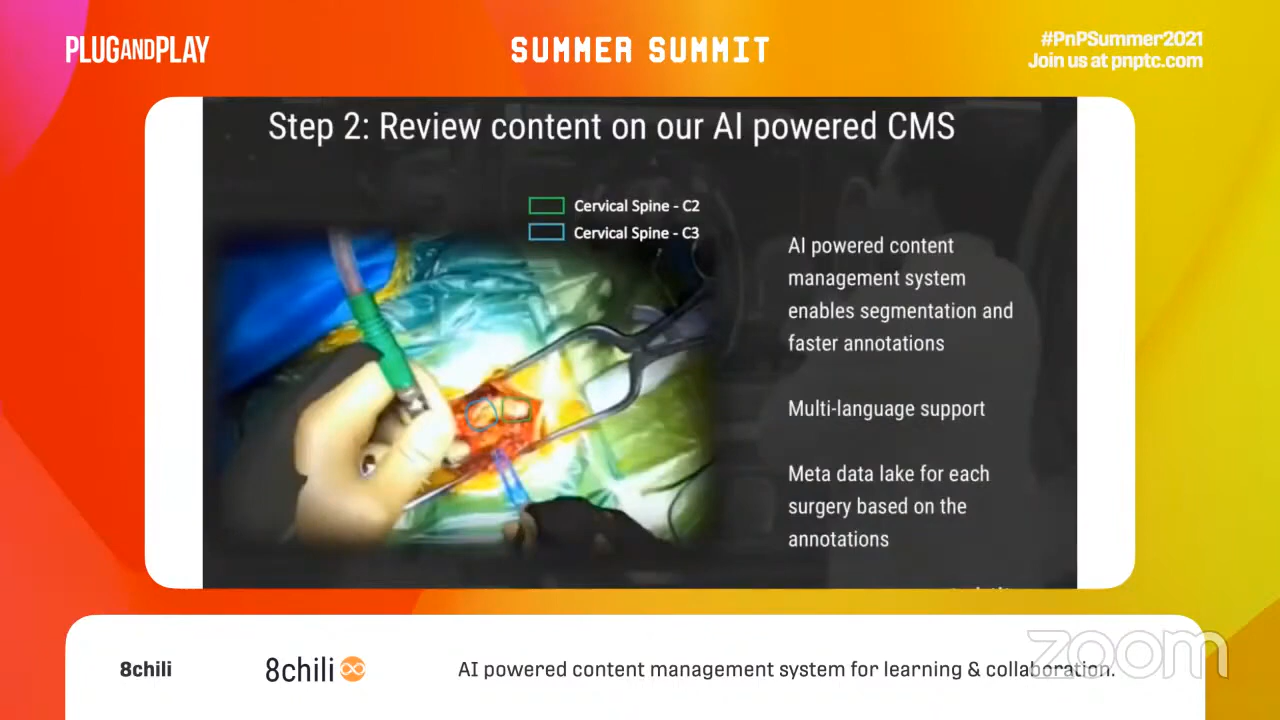 PLUGANDPLAY
SUMMER SUMMIT
#PnPSummer2021
Join us at pnptc.com
Step 2: Review content on our AI powered CMS
Cervical Spine - C2
Cervical Spine - C3
AI powered content
management system
enables segmentation and
faster annotations
Multi-language support
Meta data lake for each
surgery based on the
annotations
8chili
8chili
AI powered content management system for learning & collaboration.
zoom